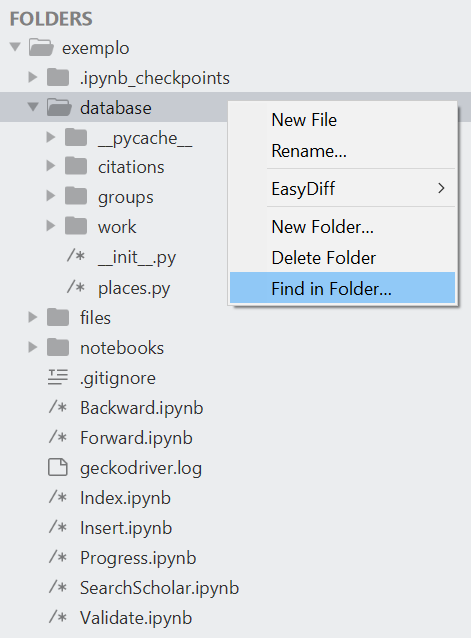 FOLDERS
exemplo
.ipynb_checkpoints
database
__pycache__
citations
groups
work
__init__.py
places.py
files
notebooks
.gitignore
Backward.ipynb
Forward.ipynb
geckodriver.log
Index.ipynb
Insert.ipynb
Progress.ipynb
SearchScholar.ipynb
Validate.ipynb
New File
Rename...
EasyDiff
New Folder...
Delete Folder
Find in Folder...